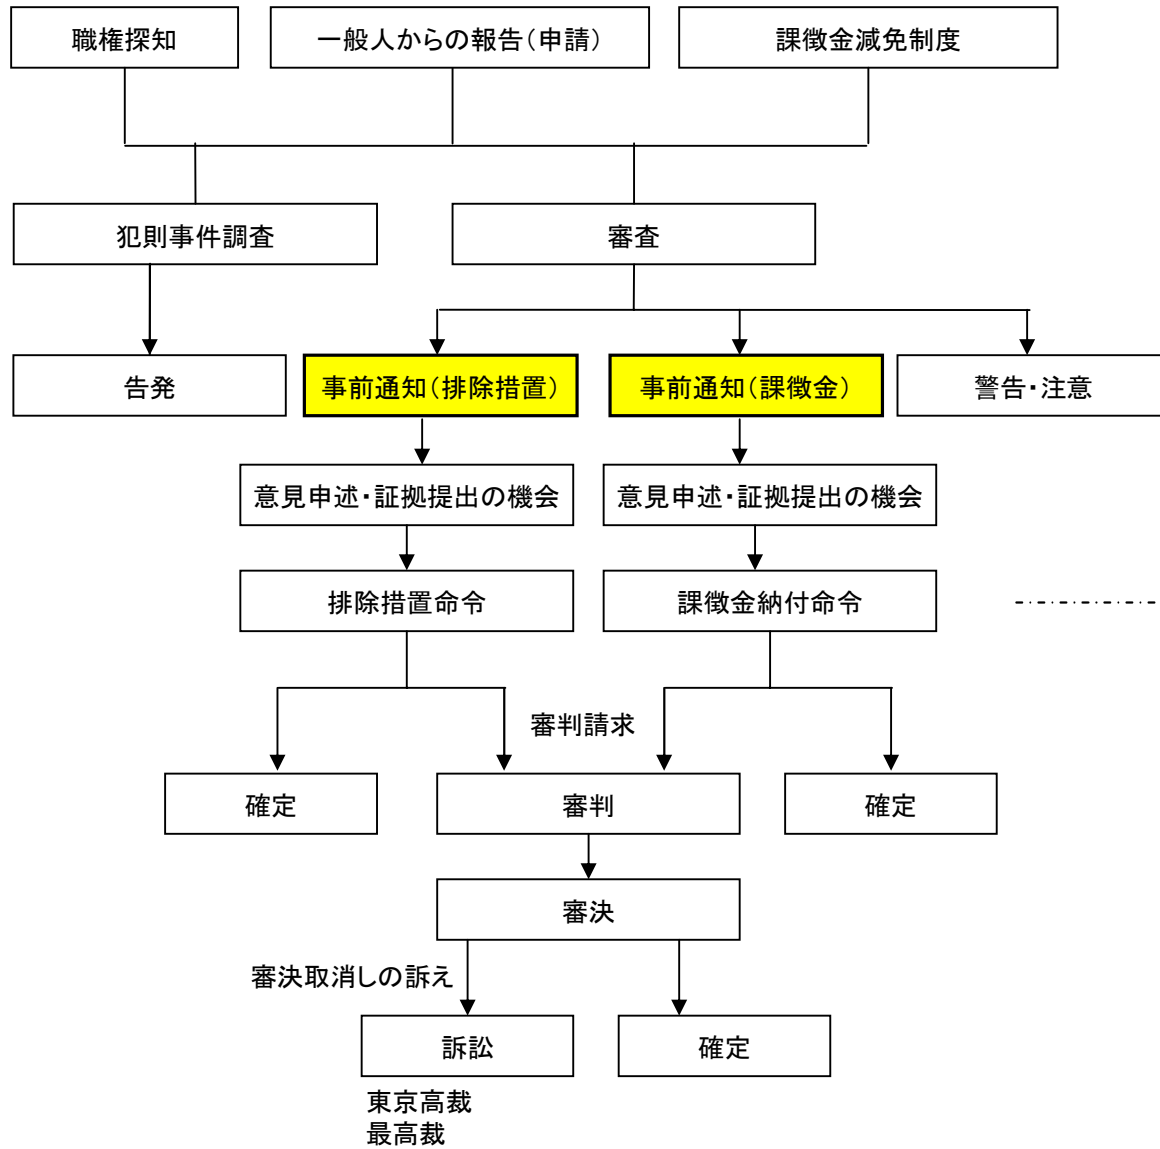 職権探知
一般人からの報告(申請)
課徴金減免制度
犯則事件調査
審査
告発
事前通知(排除措置)
事前通知(課徴金)
警告・注意
意見申述・証拠提出の機会
意見申述・証拠提出の機会
排除措置命令
課徴金納付命令
審判請求
確定
審判
確定
審決
審決取消しの訴え
訴訟
確定
東京高裁
最高裁